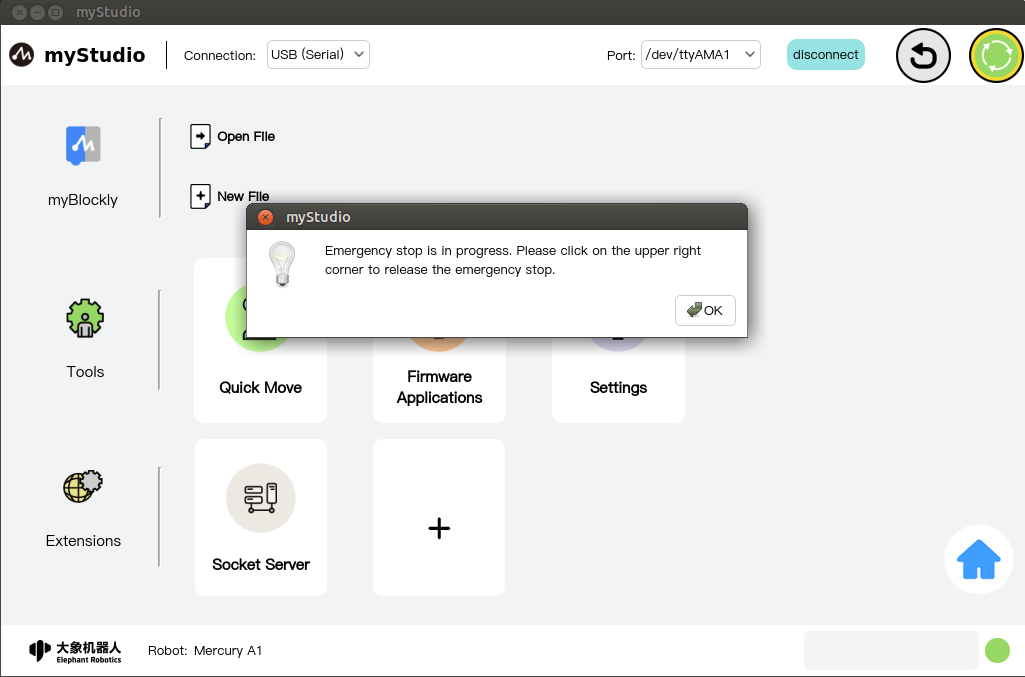 myStudio
myStudio
Connection:
USB (Serial)
Port:
/dev/ttyAMA1
disconnect
myBlockly
Open File
New File
myStudio
Emergency stop is in progress. Please click on the upper right
corner to release the emergency stop.
OK
Tools
Quick Move
Firmware
Applications
Settings
Extensions
Socket Server
大象机器人
Elephant Robotics
Robot: Mercury A1